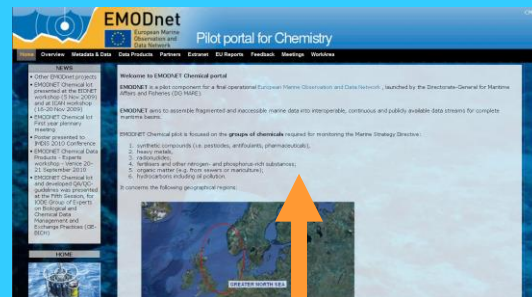 EMODnet
European Marine
Observation and
Data Network
Pilot portal for Chemistry
Home Overview Metadata & Data Data Products Partners Extranet EU Reports Feedback Meetings WorkArea
NEWS
Other EMODnet projects
EMODNET Chemical lot
presented at the EIONET
workshop (5 Nov 2009)
and at ICAN workshop
(16-20 Nov 2009)
EMODNET Chemical lot
First year plenary
meeting
Poster presented to
IMDIS 2010 Conference
EMODNET Chemical Data
Products - Experts
workshop - Venice 20-
21 September 2010
EMODNET Chemical lot
and developed QA/QC
guidelines was presented
at the Fifth Session, for
IODE Group of Experts
on Biological and
Chemical Data
Management and
Exchange Practices (GE-
BICH)
HOME
Welcome to EMODNET Chemical portal
EMODNET is a pilot component for a final operational European Marine Observation and Data Network , launched by the Directorate-General for Maritime
Affairs and Fisheries (DG MARE).
EMODNET aims to assemble fragmented and inaccessible marine data into interoperable, continuous and publicly available data streams for complete
maritime basins.
EMODNET Chemical pilot is focused on the groups of chemicals required for monitoring the Marine Strategy Directive:
1. synthetic compounds (i.e. pesticides, antifoulants, pharmaceuticals),
2. heavy metals,
3. radionuclides,
4. fertilisers and other nitrogen- and phosphorus-rich substances;
5. organic matter (e.g. from sewers or mariculture),
6. hydrocarbons including oil pollution.
It concerns the following geographical regions:
GREATER NORTH SEA